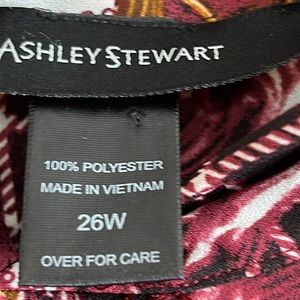 ASHLEY STEWART
100% POLYESTER
MADE IN VIETNAM
26W
OVER FOR CARE